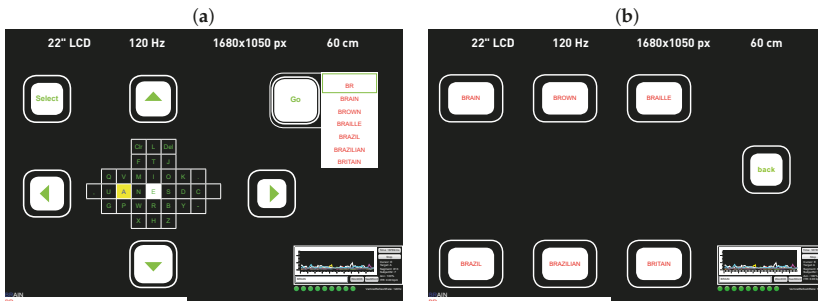 (a)
22" LCD 120 Hz 1680x1050 px 60 cm
Select
Go
BR
BRAIN
BROWN
BRAILLE
BRAZIL
BRAZILIAN
BRITAIN
Clr L Del
F T J
Q V M I O K .
, U A N E S D C
G P W R B Y -
X H Z
(b)
22" LCD 120 Hz 1680x1050 px 60 cm
BRAIN BROWN BRAILLE
back
BRAZIL BRAZILIAN BRITAIN